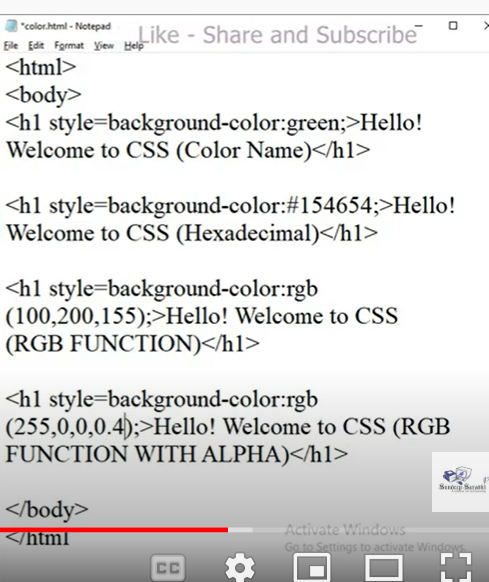 *color.html - Notepad
Like - Share and Subscribe
File Edit Format View Help
<html>
<body>
<h1 style=background-color:green;>Hello!
Welcome to CSS (Color Name)</h1>
<h1 style=background-color:#154654;>Hello!
Welcome to CSS (Hexadecimal)</h1>
<h1 style=background-color:rgb
(100,200,155);>Hello! Welcome to CSS
(RGB FUNCTION)</h1>
<h1 style=background-color:rgb
(255,0,0,0.4);>Hello! Welcome to CSS (RGB
FUNCTION WITH ALPHA)</h1>
</body>
</html
Activate Windows
Go to Settings to activate Windows.
CC